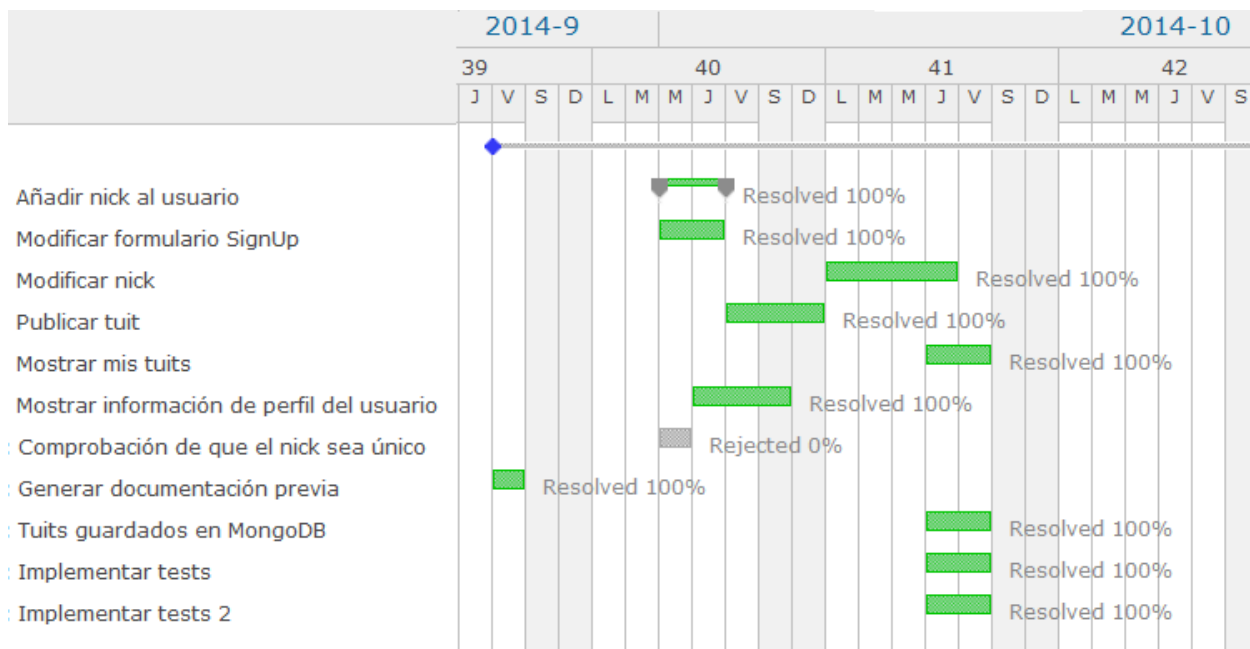 2014-9 2014-10
39 40 41 42
J V S D L M M J V S D L M M J V S D L M M J V S
Añadir nick al usuario Resolved 100%
Modificar formulario SignUp Resolved 100%
Modificar nick Resolved 100%
Publicar tuit Resolved 100%
Mostrar mis tuits Resolved 100%
Mostrar información de perfil del usuario Resolved 100%
: Comprobación de que el nick sea único Rejected 0%
: Generar documentación previa Resolved 100%
: Tuits guardados en MongoDB Resolved 100%
: Implementar tests Resolved 100%
: Implementar tests 2 Resolved 100%